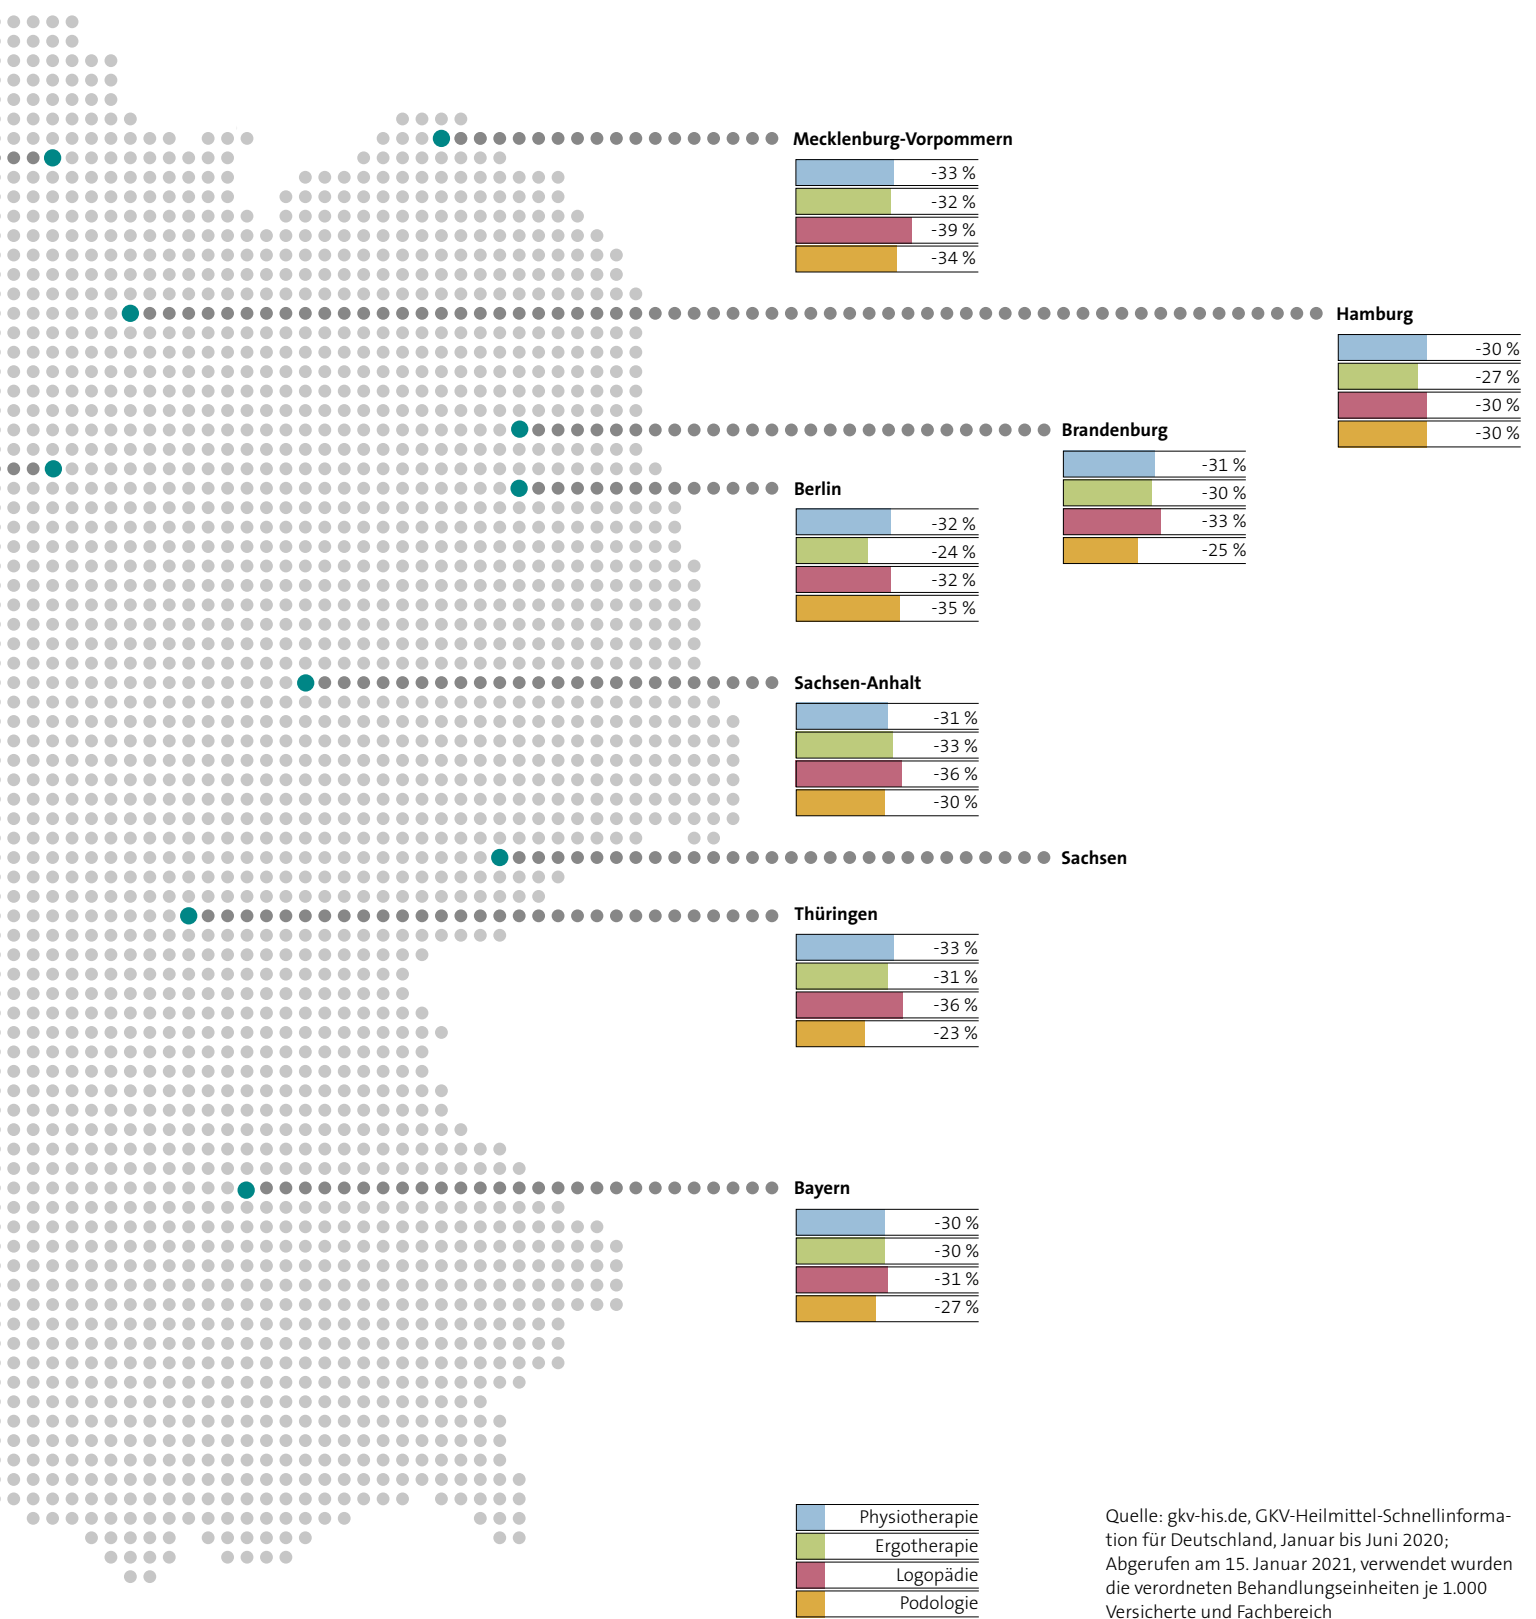 Mecklenburg-Vorpommern
-33 %
-32 %
-39 %
-34 %
Hamburg
-30 %
-27 %
-30 %
-30 %
Brandenburg
-31 %
-30 %
-33 %
-25 %
Berlin
-32 %
-24 %
-32 %
-35 %
Sachsen-Anhalt
-31 %
-33 %
-36 %
-30 %
Sachsen
Thüringen
-33 %
-31 %
-36 %
-23 %
Bayern
-30 %
-30 %
-31 %
-27 %
Physiotherapie
Ergotherapie
Logopädie
Podologie
Quelle: gkv-his.de, GKV-Heilmittel-Schnellinforma-
tion für Deutschland, Januar bis Juni 2020;
Abgerufen am 15. Januar 2021, verwendet wurden
die verordneten Behandlungseinheiten je 1.000
Versicherte und Fachbereich